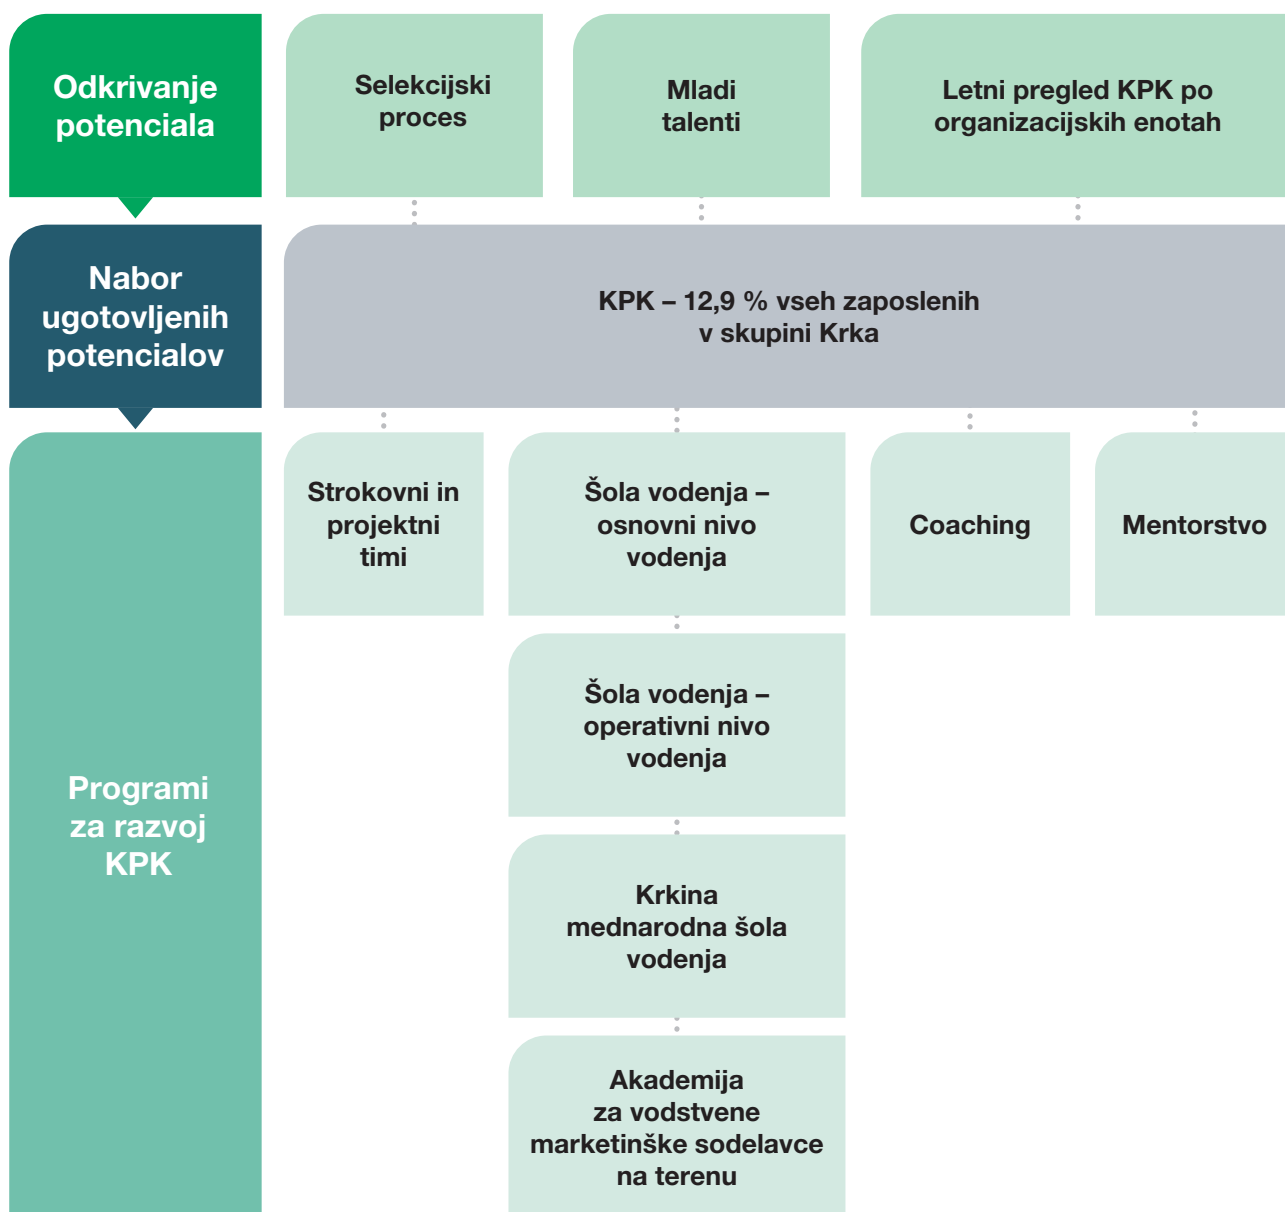 Odkrivanje
potenciala
Selekcijski
proces
Mladi
talenti
Letni pregled KPK po
organizacijskih enotah
Nabor
ugotovljenih
potencialov
KPK – 12,9 % vseh zaposlenih
v skupini Krka
Programi
za razvoj
KPK
Strokovni in
projektni
timi
Šola vodenja –
osnovni nivo
vodenja
Coaching
Mentorstvo
Šola vodenja –
operativni nivo
vodenja
Krkina
mednarodna šola
vodenja
Akademija
za vodstvene
marketinške sodelavce
na terenu